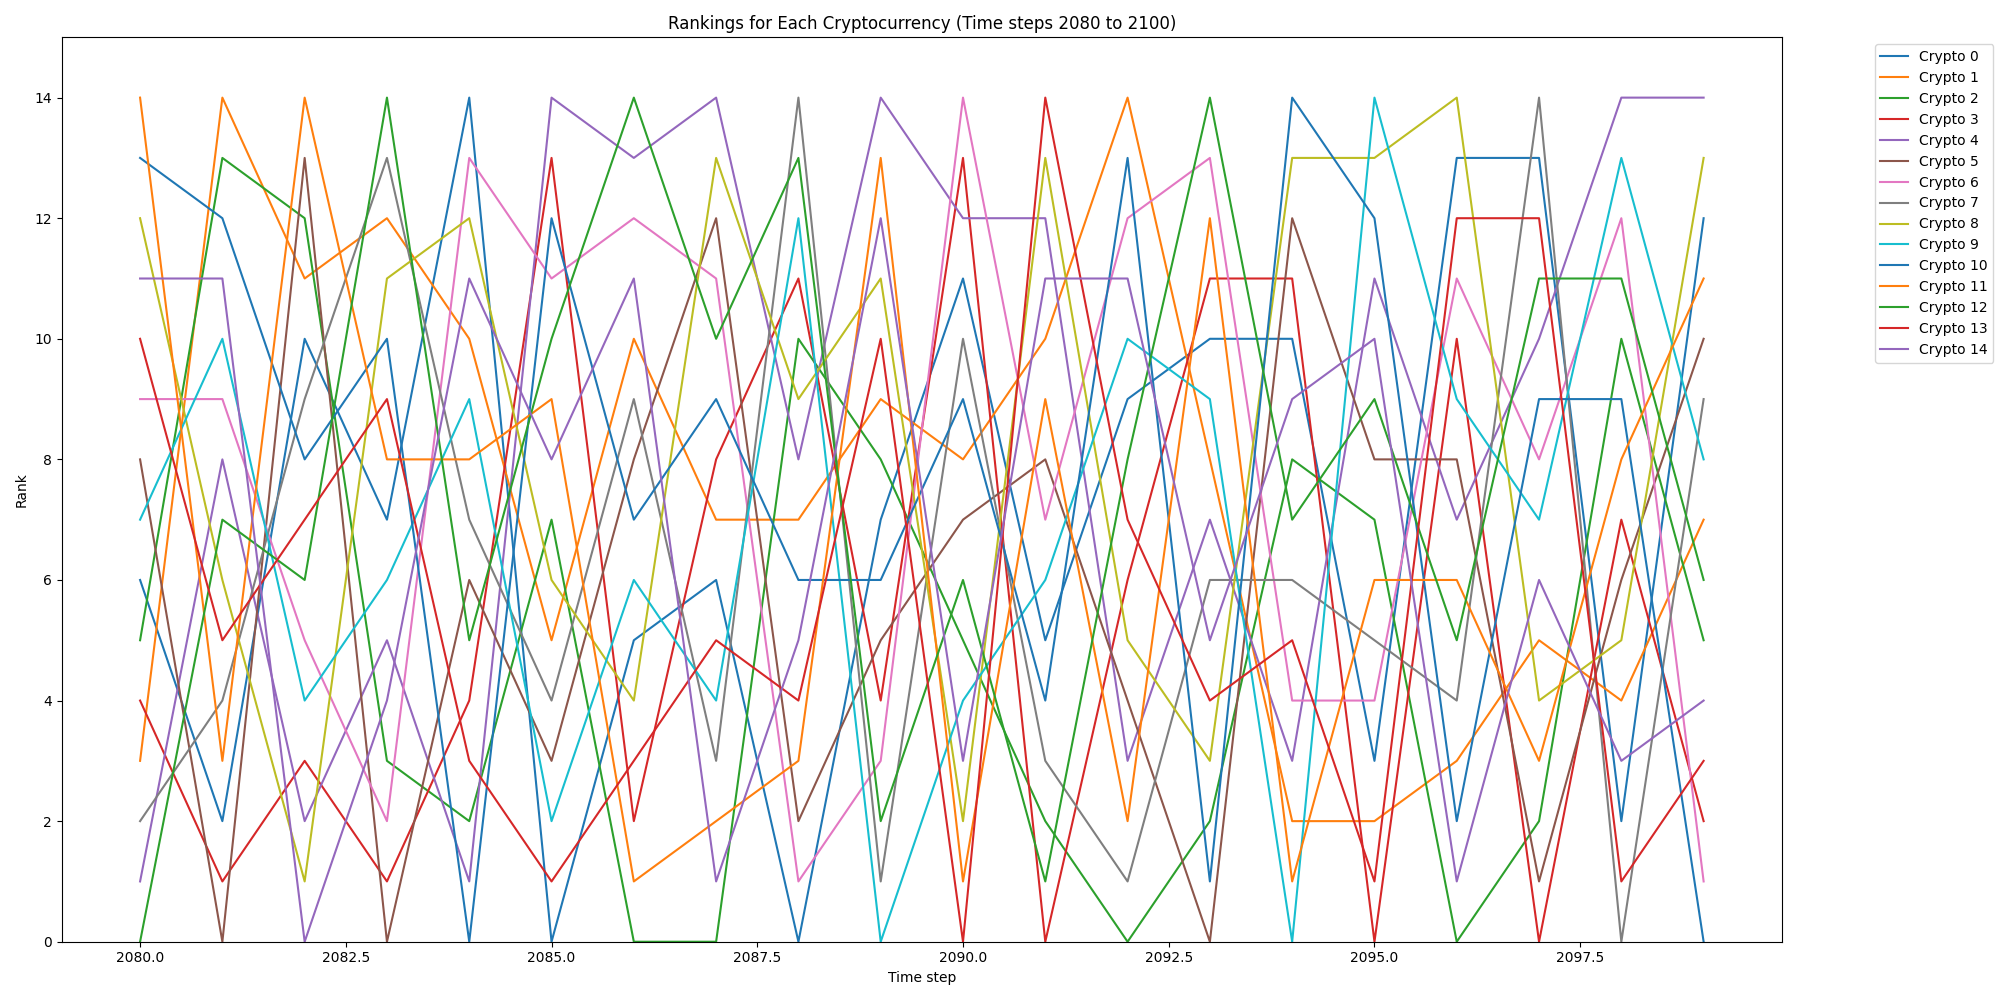 Rankings for Each Cryptocurrency (Time steps 2080 to 2100)
Rank
14
12
10
8
6
4
2
0
2080.0 2082.5 2085.0 2087.5 2090.0 2092.5 2095.0 2097.5
Time step
Crypto 0
Crypto 1
Crypto 2
Crypto 3
Crypto 4
Crypto 5
Crypto 6
Crypto 7
Crypto 8
Crypto 9
Crypto 10
Crypto 11
Crypto 12
Crypto 13
Crypto 14